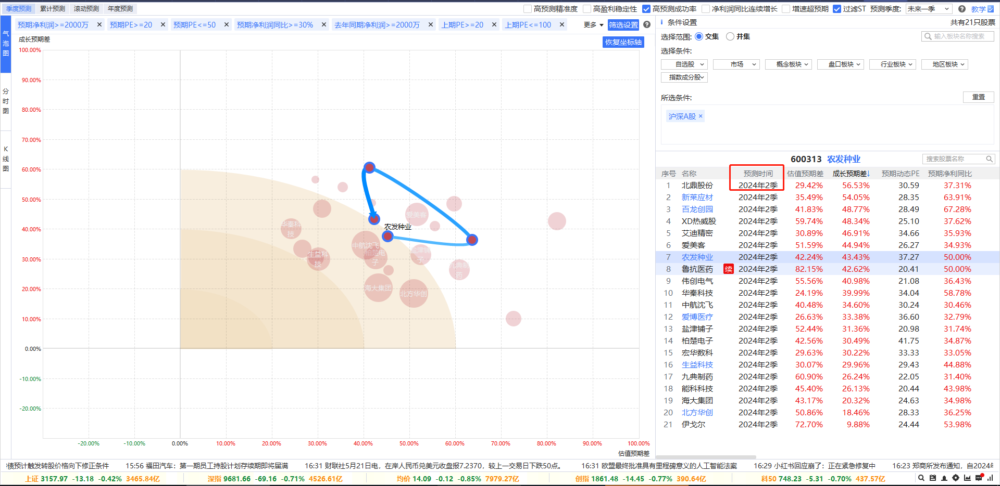 季度预测 累计预测 滚动预测 年度预测 高预测精准度 高盈利稳定性 高预测成功率 净利润同比连续增长 增速超预期 过滤ST 预测季度: 未来一季 教学
预期净利润>=2000万 × 预期PE>=20 × 预期PE<=50 × 预期净利润同比>=30% × 去年同期净利润>=2000万 × 上期PE>=20 × 上期PE<=100 × 更多 筛选设置
气泡图
分时图
K线图
成长预期差
恢复坐标轴
100.00%
90.00%
80.00%
70.00%
60.00%
50.00%
40.00%
30.00%
20.00%
10.00%
0.00%
-10.00%
-20.00%
爱美客
农发种业
华秦科技
中航沈飞
柏楚电子
生益科技
盐津铺子
九典制药
海大集团
北方华创
-20.00% -10.00% 0.00% 10.00% 20.00% 30.00% 40.00% 50.00% 60.00% 70.00% 80.00% 90.00% 100.00%
估值预期差
条件设置 共有21只股票
选择范围: 交集 并集 输入板块名称搜索
选择条件:
自选股 市场 概念板块 盘口板块 行业板块 地区板块
指数成分股
所选条件: 重置
沪深A股 ×
600313 农发种业 搜索股票名称
序号 名称 预测时间 估值预期差 成长预期差↓ 预期动态PE 预期净利同比
1 北鼎股份 2024年2季 29.42% 56.53% 30.59 37.31%
2 新莱应材 2024年2季 35.49% 54.05% 28.35 63.91%
3 百龙创园 2024年2季 41.83% 48.77% 28.49 67.28%
4 XD热威股 2024年2季 59.74% 48.34% 25.10 37.62%
5 艾迪精密 2024年2季 30.89% 46.91% 34.66 35.93%
6 爱美客 2024年2季 51.59% 44.94% 26.27 34.93%
7 农发种业 2024年2季 42.24% 43.43% 37.27 50.00%
8 鲁抗医药 续 2024年2季 82.15% 42.62% 20.41 50.00%
9 伟创电气 2024年2季 55.56% 40.98% 21.08 36.43%
10 华秦科技 2024年2季 24.19% 39.99% 34.04 58.78%
11 中航沈飞 2024年2季 40.48% 34.60% 30.24 30.46%
12 爱博医疗 2024年2季 26.63% 33.38% 36.60 32.79%
13 盐津铺子 2024年2季 52.44% 31.36% 20.98 31.74%
14 柏楚电子 2024年2季 42.56% 30.49% 41.75 34.87%
15 宏华数科 2024年2季 29.63% 30.22% 33.33 33.05%
16 生益科技 2024年2季 30.07% 29.96% 29.43 44.88%
17 九典制药 2024年2季 60.90% 26.24% 22.05 31.40%
18 能科科技 2024年2季 45.40% 26.13% 20.44 43.98%
19 海大集团 2024年2季 43.17% 20.32% 24.63 34.98%
20 北方华创 2024年2季 50.86% 18.46% 28.33 36.25%
21 伊戈尔 2024年2季 72.70% 9.88% 24.44 53.98%
债预计触发转股价格向下修正条件 15:56 福田汽车：第一期员工持股计划存续期即将届满 16:31 财联社5月21日电，在岸人民币兑美元收盘报7.2370，较上一交易日下跌50点。 16:31 欧盟最终批准具有里程碑意义的人工智能法案 16:29 小红书回应崩了：正在紧急修复中 16:23 郑商所发布通知，自2024
上证 3157.97 -13.18 -0.42% 3465.84亿 深指 9681.66 -69.16 -0.71% 4526.61亿 均价 14.09 -0.12 -0.85% 7979.27亿 创指 1861.48 -14.45 -0.77% 390.64亿 科50 748.23 -5.31 -0.70% 437.57亿